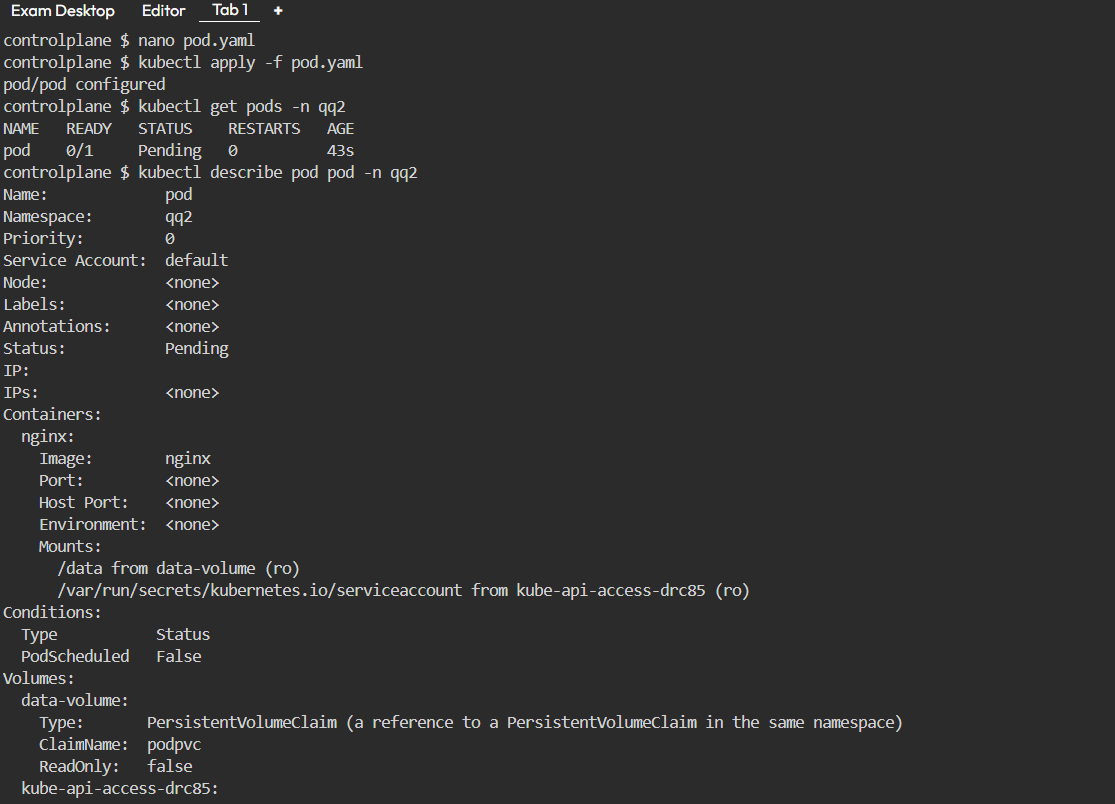 Exam Desktop Editor Tab 1 +
controlplane $ nano pod.yaml
controlplane $ kubectl apply -f pod.yaml
pod/pod configured
controlplane $ kubectl get pods -n qq2
NAME READY STATUS RESTARTS AGE
pod 0/1 Pending 0 43s
controlplane $ kubectl describe pod pod -n qq2
Name: pod
Namespace: qq2
Priority: 0
Service Account: default
Node: <none>
Labels: <none>
Annotations: <none>
Status: Pending
IP:
IPs: <none>
Containers:
nginx:
Image: nginx
Port: <none>
Host Port: <none>
Environment: <none>
Mounts:
/data from data-volume (ro)
/var/run/secrets/kubernetes.io/serviceaccount from kube-api-access-drc85 (ro)
Conditions:
Type Status
PodScheduled False
Volumes:
data-volume:
Type: PersistentVolumeClaim (a reference to a PersistentVolumeClaim in the same namespace)
ClaimName: podpvc
ReadOnly: false
kube-api-access-drc85: